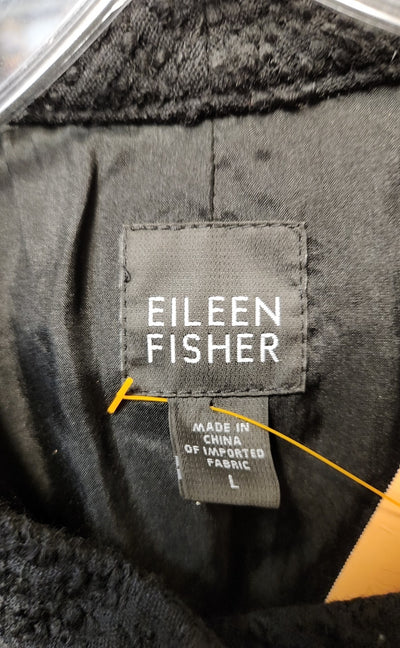 EILEEN
FISHER
MADE IN
CHINA
OF IMPORTED
FABRIC
L